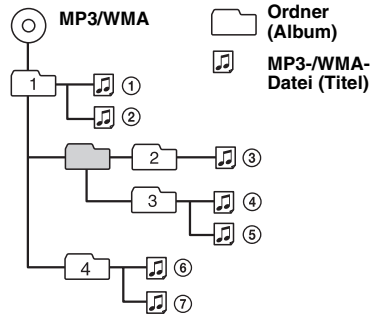 MP3/WMA
Ordner
(Album)
MP3-/WMA-
Datei (Titel)
1
①
②
2
③
3
④
⑤
4
⑥
⑦